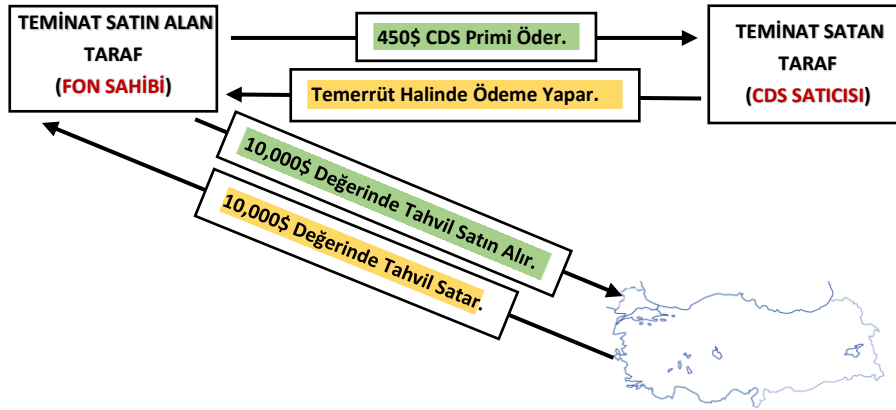 TEMİNAT SATIN ALAN
TARAF
(FON SAHİBİ)
450$ CDS Primi Öder.
TEMİNAT SATAN
TARAF
(CDS SATICISI)
Temerrüt Halinde Ödeme Yapar.
10,000$ Değerinde Tahvil Satın Alır.
10,000$ Değerinde Tahvil Satar.